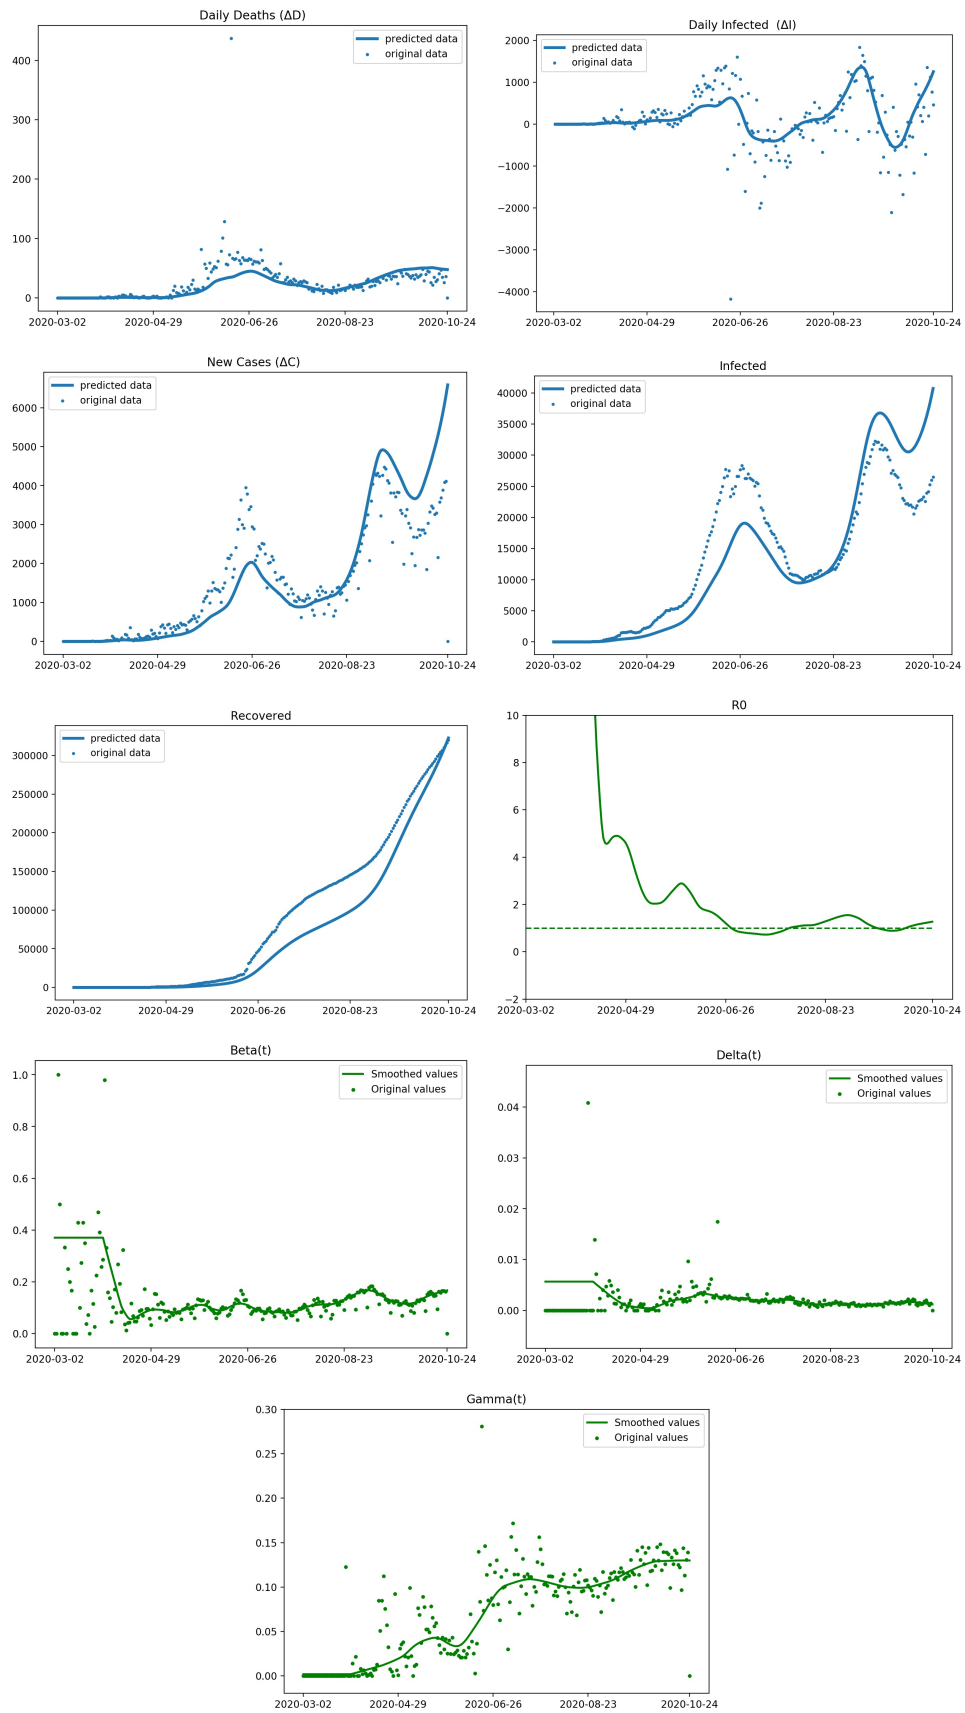 Daily Deaths (ΔD)
predicted data
original data
400
300
200
100
0
2020-03-02 2020-04-29 2020-06-26 2020-08-23 2020-10-24
Daily Infected (ΔI)
predicted data
original data
2000
1000
0
−1000
−2000
−3000
−4000
2020-03-02 2020-04-29 2020-06-26 2020-08-23 2020-10-24
New Cases (ΔC)
predicted data
original data
6000
5000
4000
3000
2000
1000
0
2020-03-02 2020-04-29 2020-06-26 2020-08-23 2020-10-24
Infected
predicted data
original data
40000
35000
30000
25000
20000
15000
10000
5000
0
2020-03-02 2020-04-29 2020-06-26 2020-08-23 2020-10-24
Recovered
predicted data
original data
300000
250000
200000
150000
100000
50000
0
2020-03-02 2020-04-29 2020-06-26 2020-08-23 2020-10-24
R0
10
8
6
4
2
0
−2
2020-03-02 2020-04-29 2020-06-26 2020-08-23 2020-10-24
Beta(t)
Smoothed values
Original values
1.0
0.8
0.6
0.4
0.2
0.0
2020-03-02 2020-04-29 2020-06-26 2020-08-23 2020-10-24
Delta(t)
Smoothed values
Original values
0.04
0.03
0.02
0.01
0.00
2020-03-02 2020-04-29 2020-06-26 2020-08-23 2020-10-24
Gamma(t)
Smoothed values
Original values
0.30
0.25
0.20
0.15
0.10
0.05
0.00
2020-03-02 2020-04-29 2020-06-26 2020-08-23 2020-10-24